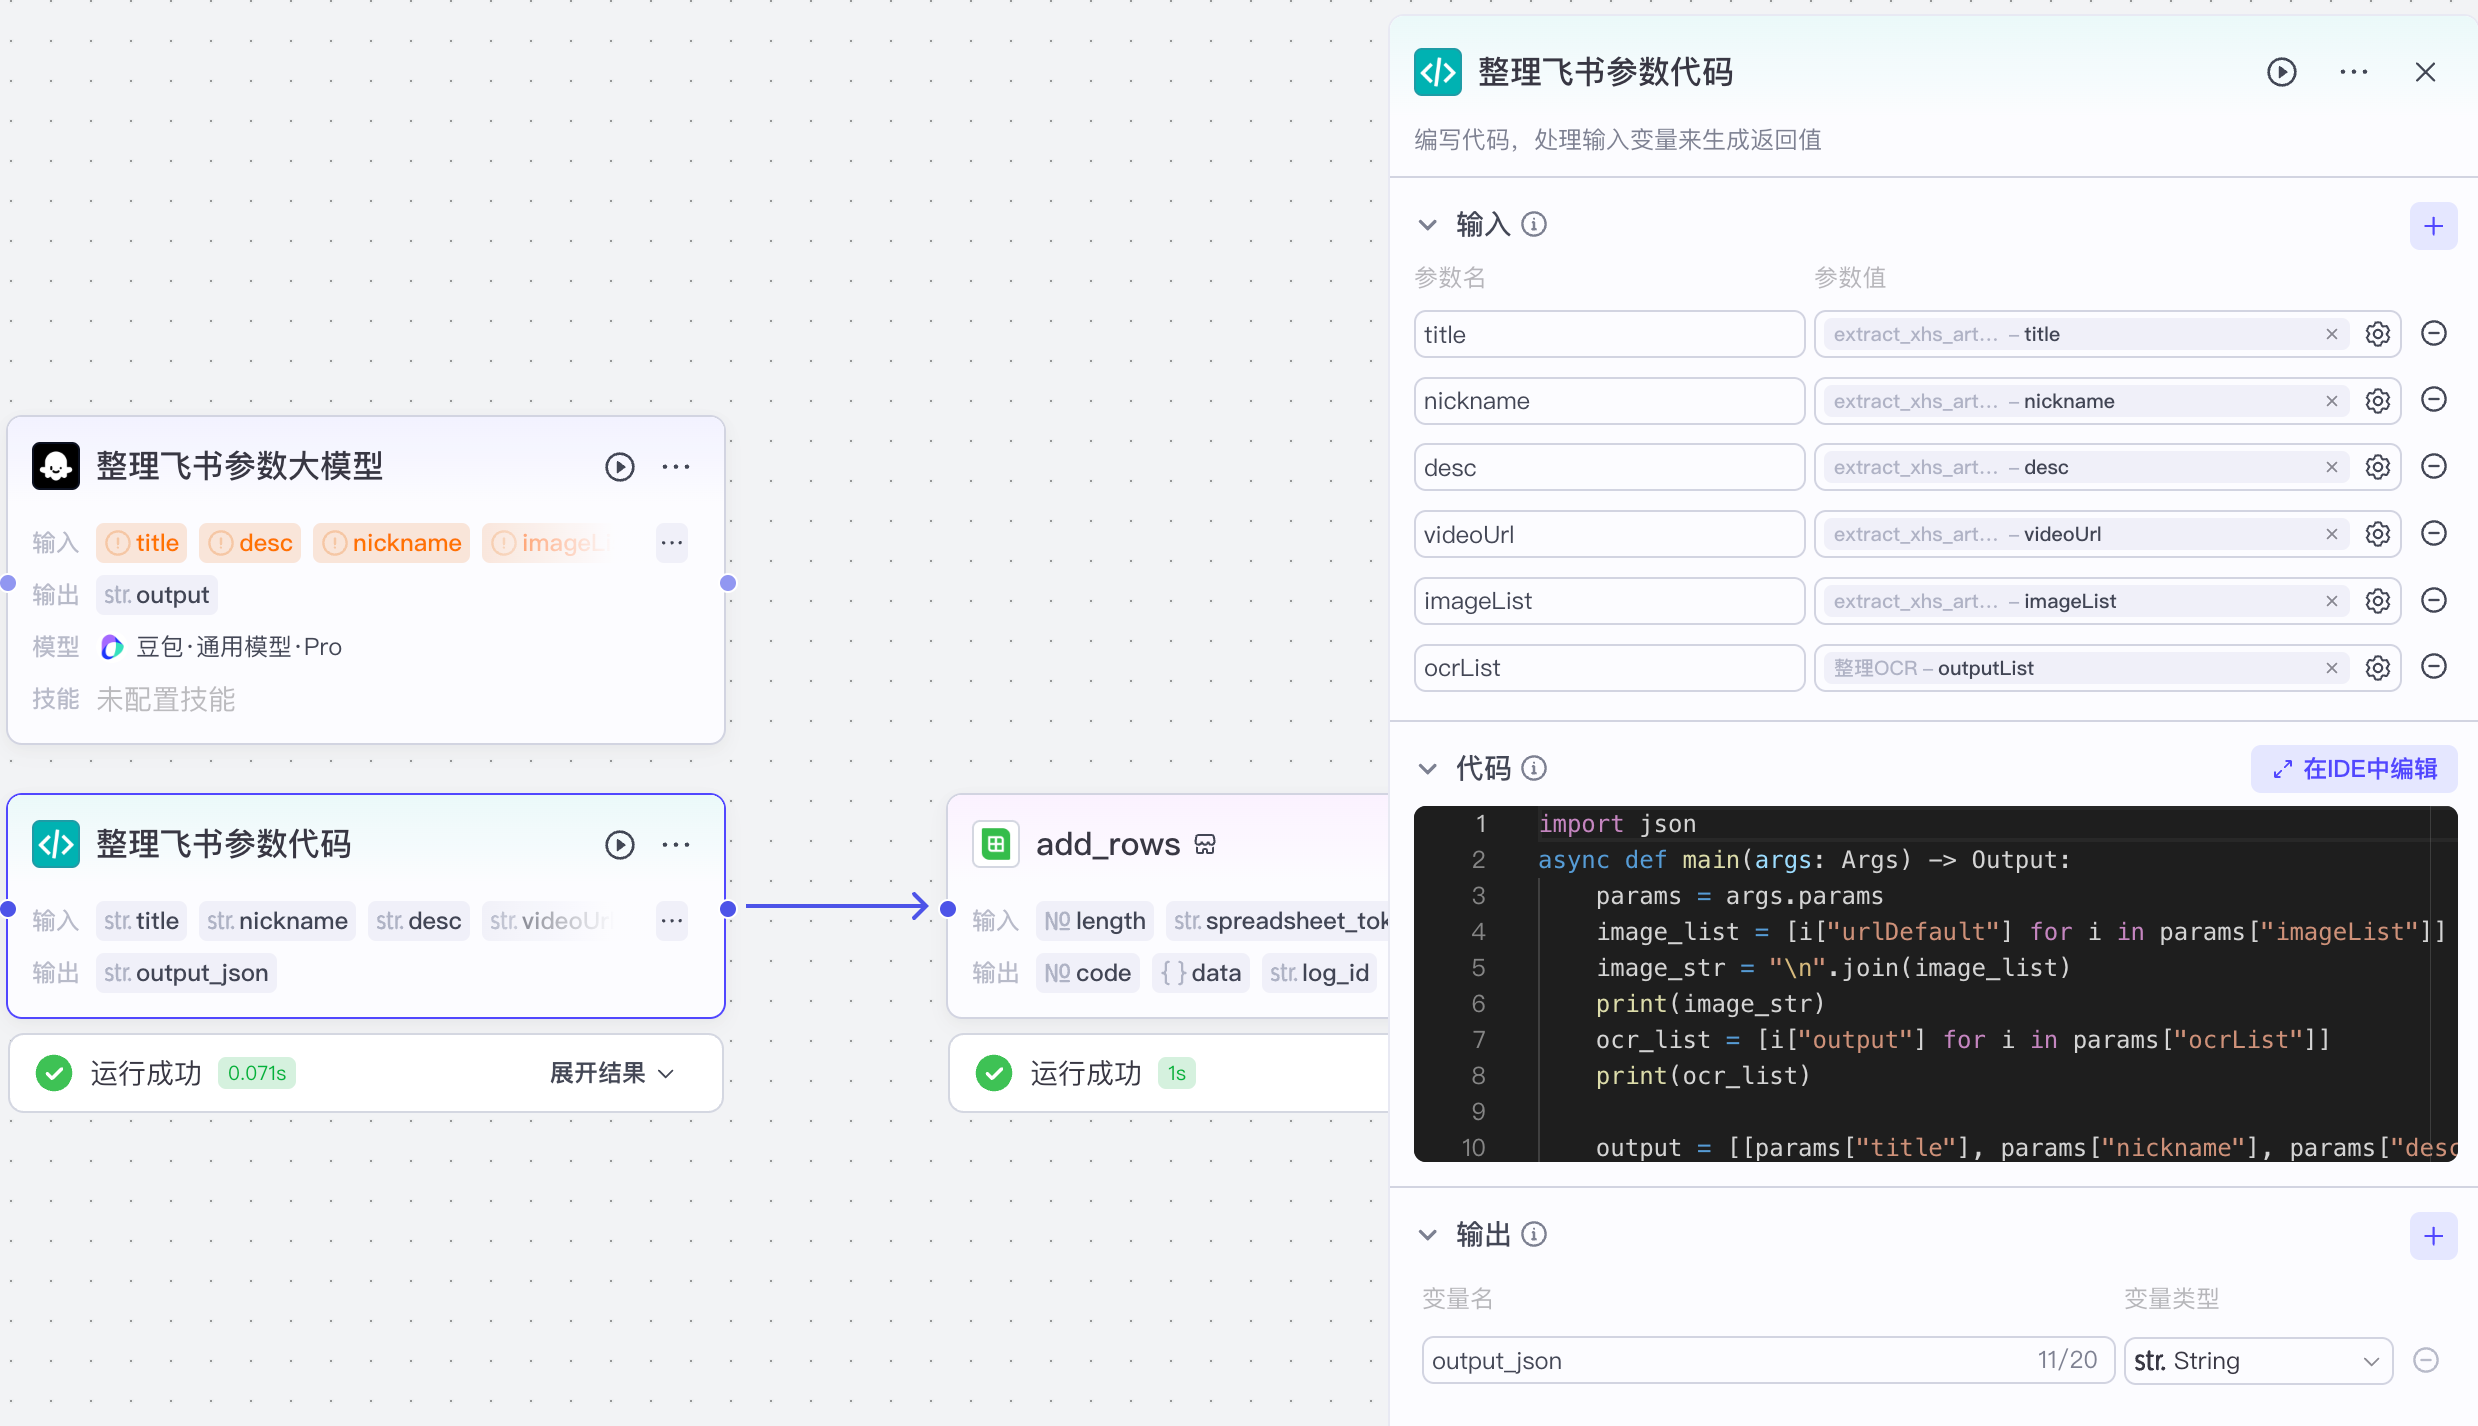 整理飞书参数大模型
输入 title desc nickname imageLi
输出 str. output
模型 豆包·通用模型·Pro
技能 未配置技能
整理飞书参数代码
输入 str. title str. nickname str. desc str. videoUrl
输出 str. output_json
运行成功 0.071s 展开结果
add_rows
输入 № length str. spreadsheet_tok
输出 № code { } data str. log_id
运行成功 1s
整理飞书参数代码
编写代码，处理输入变量来生成返回值
输入
参数名 参数值
title extract_xhs_art... – title
nickname extract_xhs_art... – nickname
desc extract_xhs_art... – desc
videoUrl extract_xhs_art... – videoUrl
imageList extract_xhs_art... – imageList
ocrList 整理OCR – outputList
代码 在IDE中编辑
1 import json
2 async def main(args: Args) -> Output:
3 params = args.params
4 image_list = [i["urlDefault"] for i in params["imageList"]]
5 image_str = "\n".join(image_list)
6 print(image_str)
7 ocr_list = [i["output"] for i in params["ocrList"]]
8 print(ocr_list)
9
10 output = [[params["title"], params["nickname"], params["desc
输出
变量名 变量类型
output_json 11/20 str. String